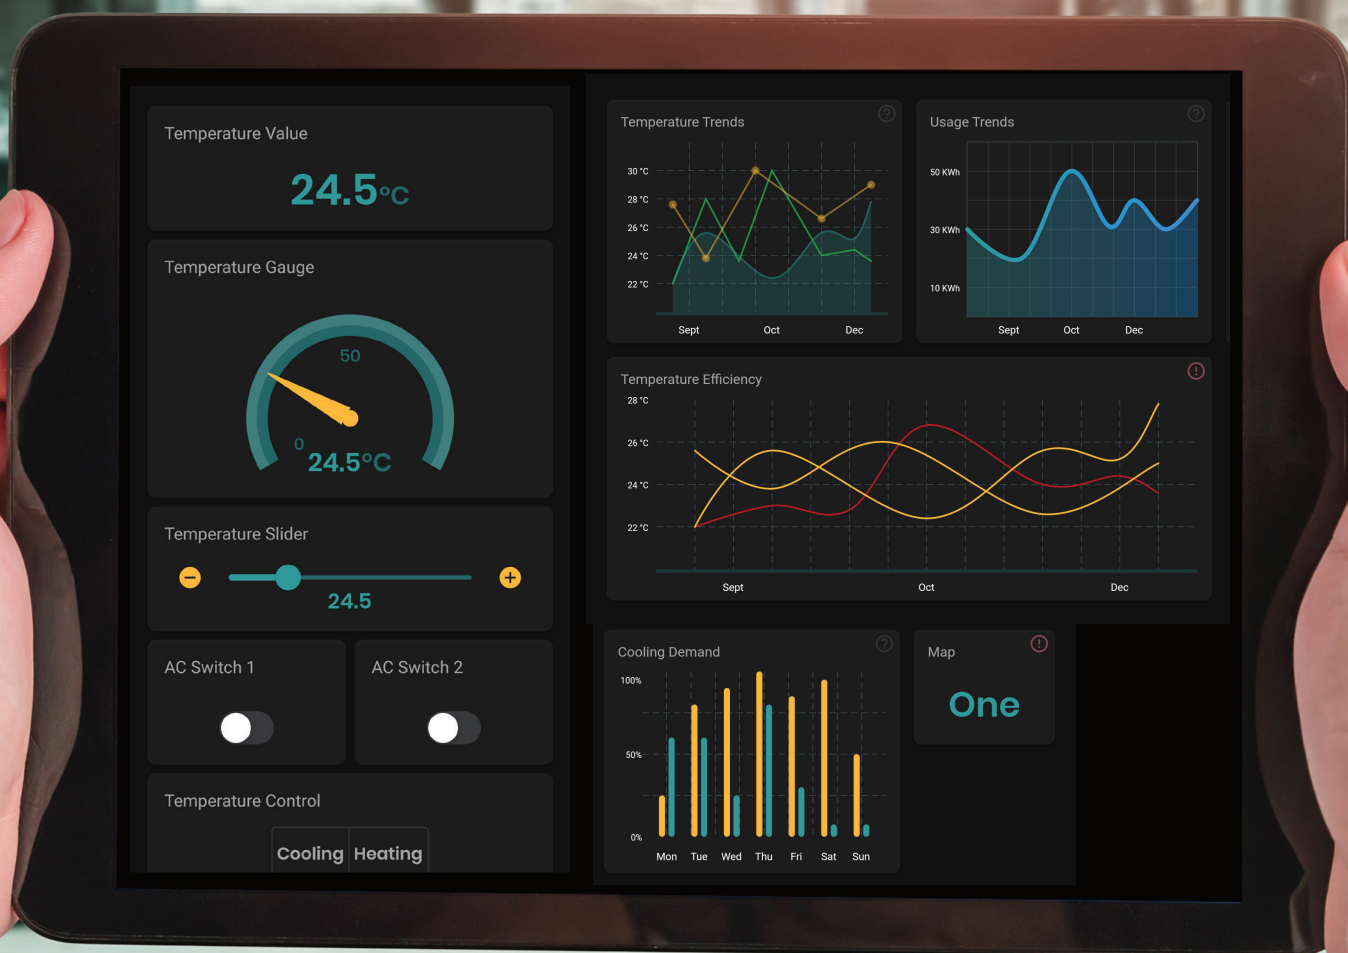 Temperature Value
24.5°C
Temperature Gauge
50
0
24.5°C
Temperature Slider
24.5
AC Switch 1
AC Switch 2
Temperature Control
Cooling
Heating
Temperature Trends
?
30 °C
28 °C
26 °C
24 °C
22 °C
Sept Oct Dec
Usage Trends
?
50 KWh
30 KWh
10 KWh
Sept Oct Dec
Temperature Efficiency
!
28 °C
26 °C
24 °C
22 °C
Sept Oct Dec
Cooling Demand
?
100%
50%
0%
Mon Tue Wed Thu Fri Sat Sun
Map
!
One